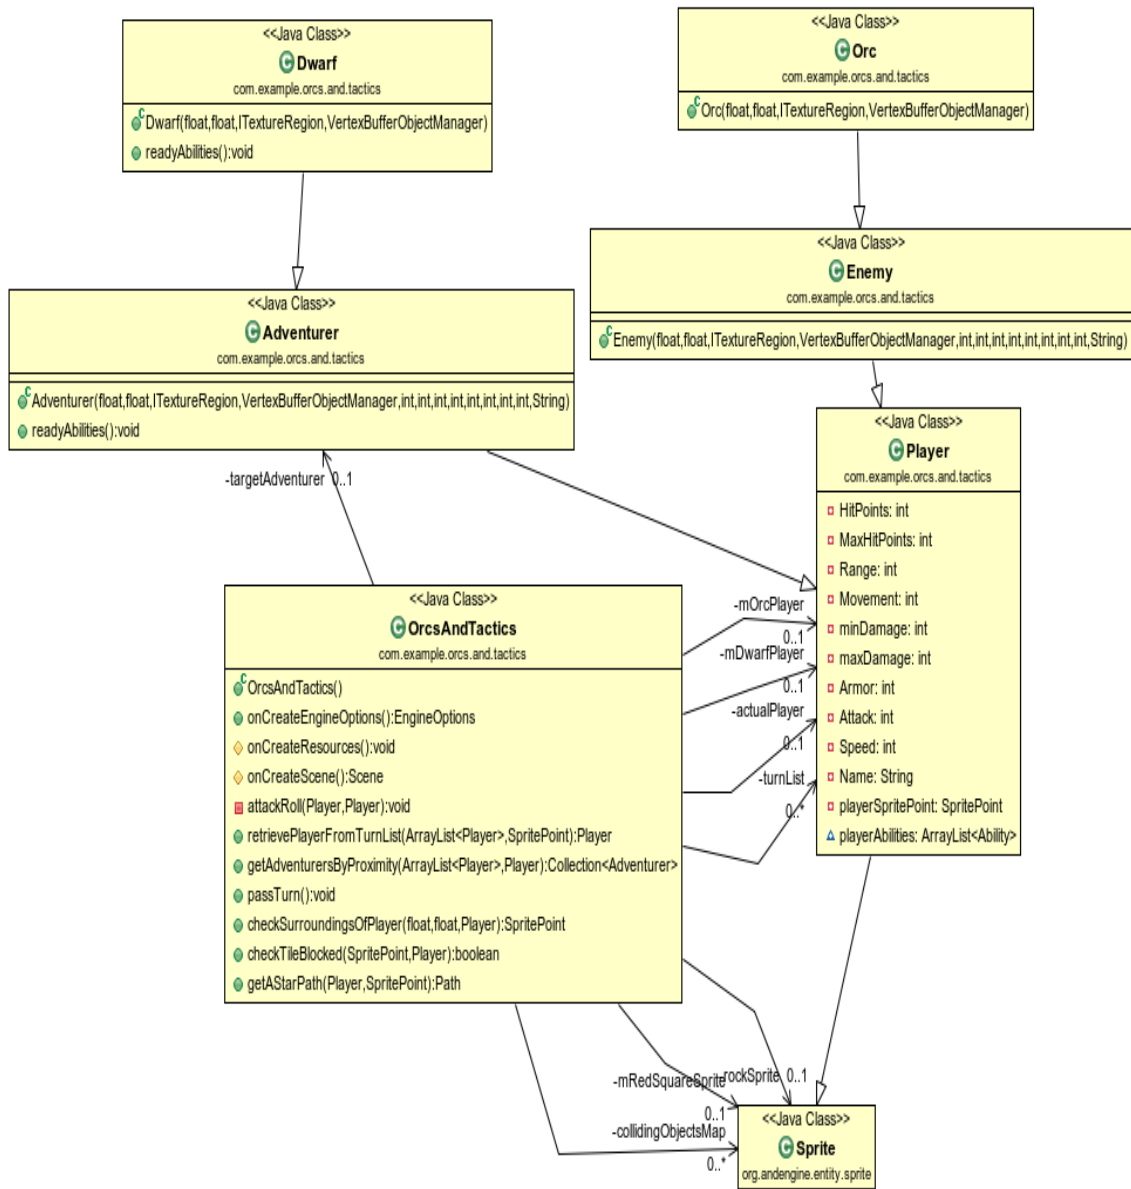 <<Java Class>>
Dwarf
com.example.orcs.and.tactics
Dwarf(float,float,ITextureRegion,VertexBufferObjectManager)
readyAbilities():void
<<Java Class>>
Orc
com.example.orcs.and.tactics
Orc(float,float,ITextureRegion,VertexBufferObjectManager)
<<Java Class>>
Enemy
com.example.orcs.and.tactics
Enemy(float,float,ITextureRegion,VertexBufferObjectManager,int,int,int,int,int,int,int,int,String)
<<Java Class>>
Adventurer
com.example.orcs.and.tactics
Adventurer(float,float,ITextureRegion,VertexBufferObjectManager,int,int,int,int,int,int,int,int,String)
readyAbilities():void
-targetAdventurer 0..1
<<Java Class>>
Player
com.example.orcs.and.tactics
HitPoints: int
MaxHitPoints: int
Range: int
Movement: int
minDamage: int
maxDamage: int
Armor: int
Attack: int
Speed: int
Name: String
playerSpritePoint: SpritePoint
playerAbilities: ArrayList<Ability>
<<Java Class>>
OrcsAndTactics
com.example.orcs.and.tactics
OrcsAndTactics()
onCreateEngineOptions():EngineOptions
onCreateResources():void
onCreateScene():Scene
attackRoll(Player,Player):void
retrievePlayerFromTurnList(ArrayList<Player>,SpritePoint):Player
getAdventurersByProximity(ArrayList<Player>,Player):Collection<Adventurer>
passTurn():void
checkSurroundingsOfPlayer(float,float,Player):SpritePoint
checkTileBlocked(SpritePoint,Player):boolean
getAStarPath(Player,SpritePoint):Path
-mOrcPlayer
0..1
-mDwarfPlayer
0..1
-actualPlayer
0..1
-turnList
0..*
-mRedSquareSprite
0..1
-rockSprite 0..1
-collidingObjectsMap
0..*
<<Java Class>>
Sprite
org.andengine.entity.sprite